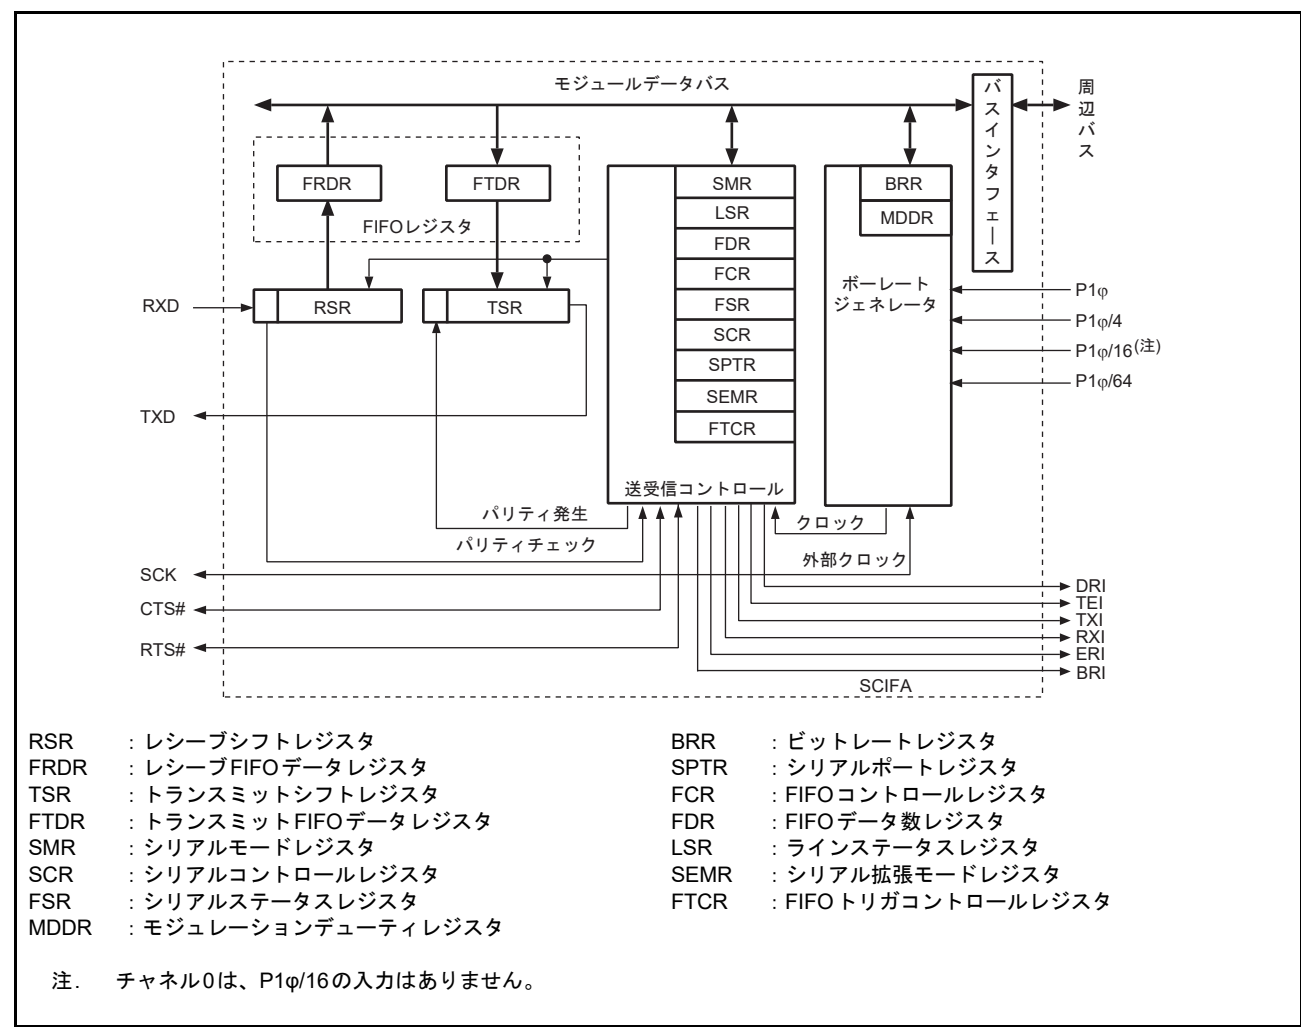 モジュールデータバス
バスインタフェース
周辺バス
FRDR
FTDR
FIFOレジスタ
SMR
LSR
FDR
FCR
FSR
SCR
SPTR
SEMR
FTCR
送受信コントロール
BRR
MDDR
ボーレート
ジェネレータ
RXD
RSR
TSR
TXD
P1φ
P1φ/4
P1φ/16(注)
P1φ/64
パリティ発生
パリティチェック
クロック
外部クロック
SCK
CTS#
RTS#
DRI
TEI
TXI
RXI
ERI
BRI
SCIFA
RSR : レシーブシフトレジスタ
FRDR : レシーブFIFOデータレジスタ
TSR : トランスミットシフトレジスタ
FTDR : トランスミットFIFOデータレジスタ
SMR : シリアルモードレジスタ
SCR : シリアルコントロールレジスタ
FSR : シリアルステータスレジスタ
MDDR : モジュレーションデューティレジスタ
BRR : ビットレートレジスタ
SPTR : シリアルポートレジスタ
FCR : FIFOコントロールレジスタ
FDR : FIFOデータ数レジスタ
LSR : ラインステータスレジスタ
SEMR : シリアル拡張モードレジスタ
FTCR : FIFOトリガコントロールレジスタ
注. チャネル0は、P1φ/16の入力はありません。